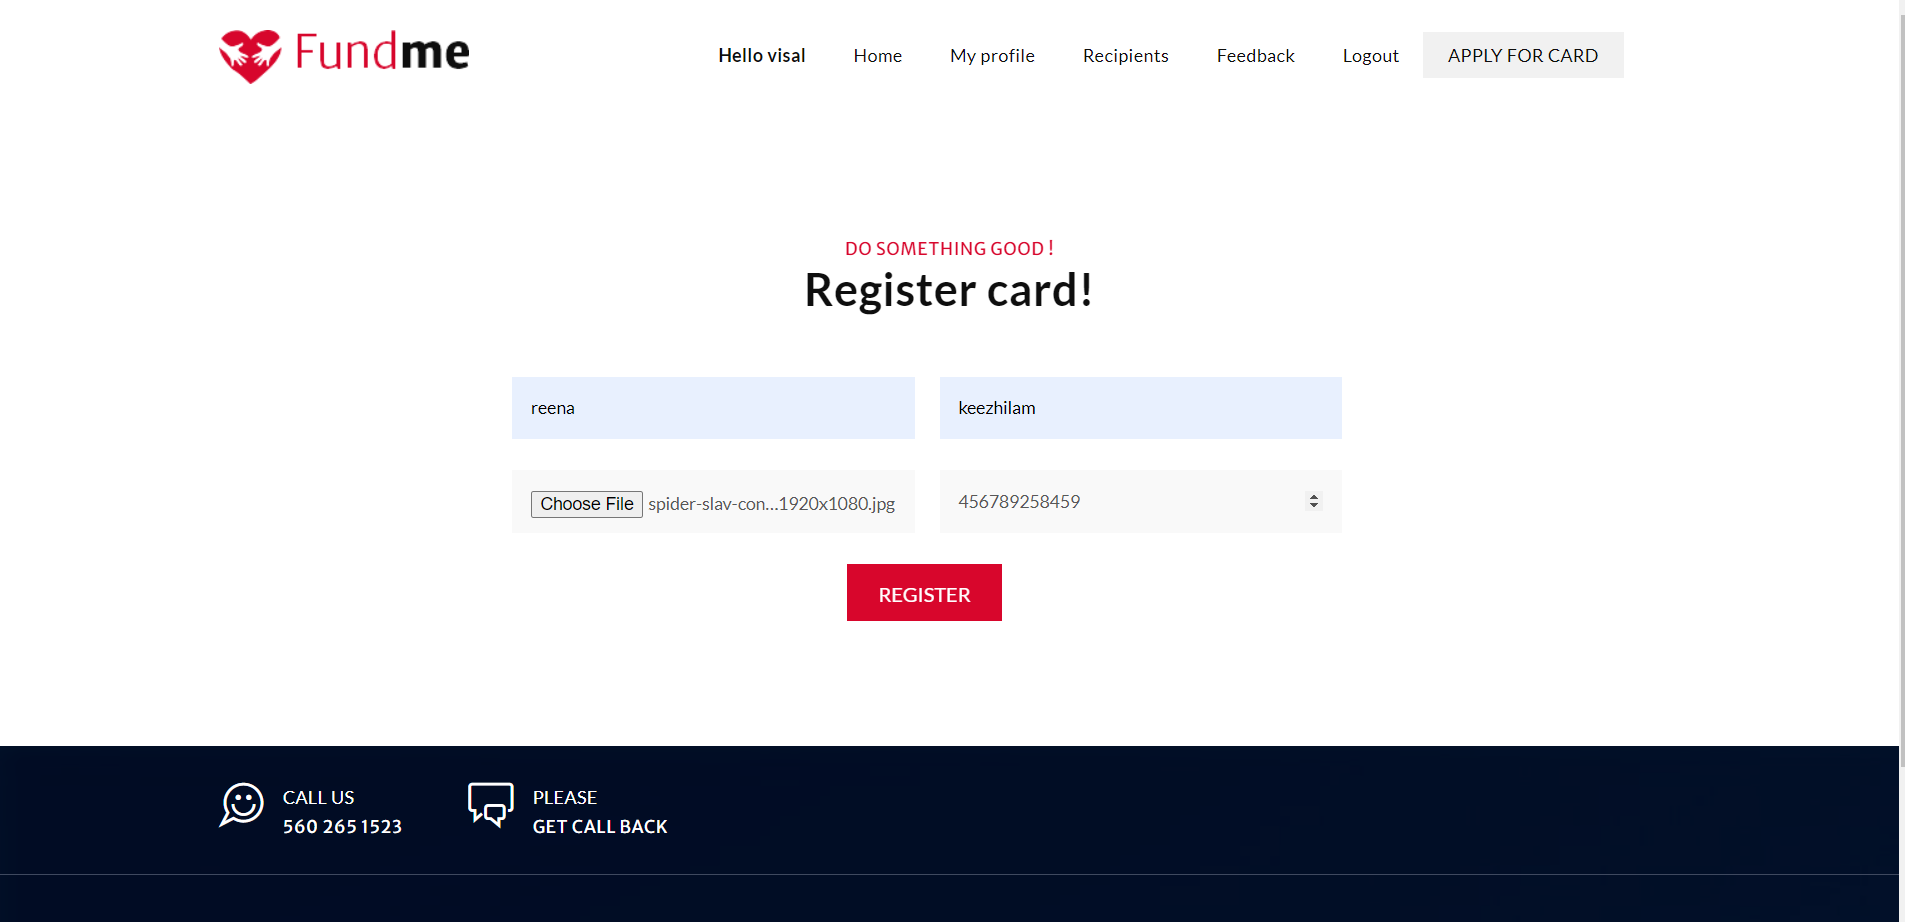 Fundme
Hello visal Home My profile Recipients Feedback Logout APPLY FOR CARD
DO SOMETHING GOOD !
Register card!
reena keezhilam
Choose File spider-slav-con...1920x1080.jpg 456789258459
REGISTER
CALL US PLEASE
560 265 1523 GET CALL BACK